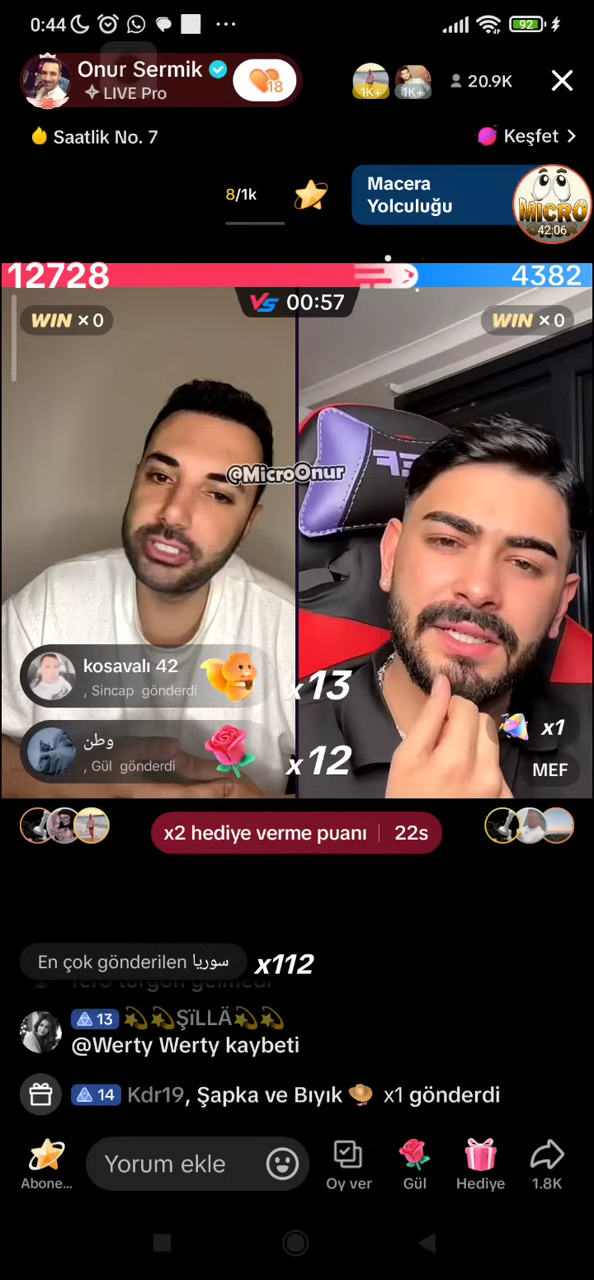 0:44
92
Onur Sermik
LIVE Pro
18
1K+
1K+
20.9K
Saatlik No. 7
Keşfet
8/1k
Macera
Yolculuğu
MICRO
42:06
12728
4382
VS 00:57
WIN × 0
WIN × 0
@MicroOnur
kosavalı 42
, Sincap gönderdi
x13
وطن
, Gül gönderdi
x12
x1
MEF
x2 hediye verme puanı
22s
En çok gönderilen سوريا
x112
13 ŞïLLÄ
@Werty Werty kaybeti
14 Kdr19, Şapka ve Bıyık x1 gönderdi
Abone...
Yorum ekle
Oy ver
Gül
Hediye
1.8K